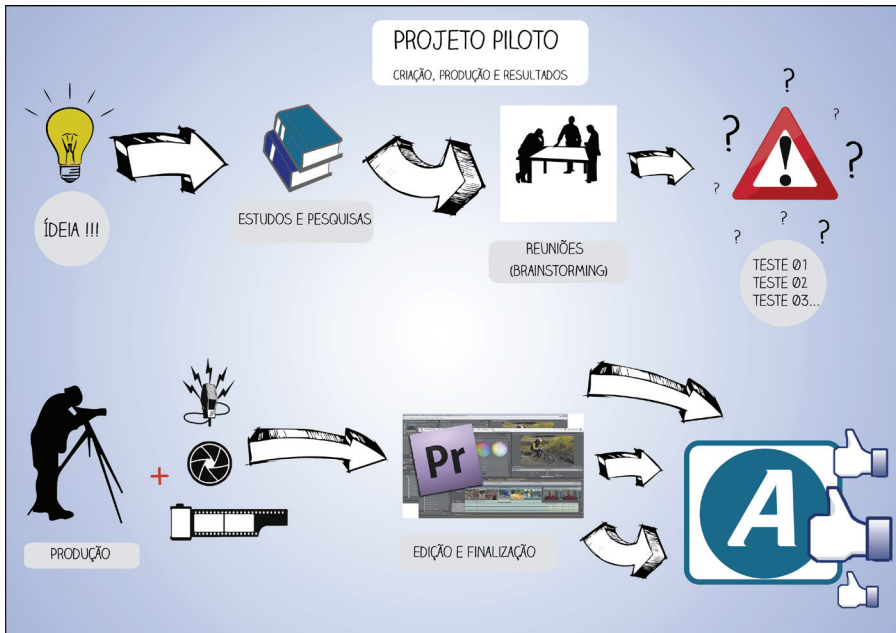 PROJETO PILOTO
CRIAÇÃO, PRODUÇÃO E RESULTADOS
ÍDEIA !!!
ESTUDOS E PESQUISAS
REUNIÕES
(BRAINSTORMING)
? ? ? ? ? ? ? ?
!
TESTE 01
TESTE 02
TESTE 03...
+
PRODUÇÃO
Pr
EDIÇÃO E FINALIZAÇÃO
A